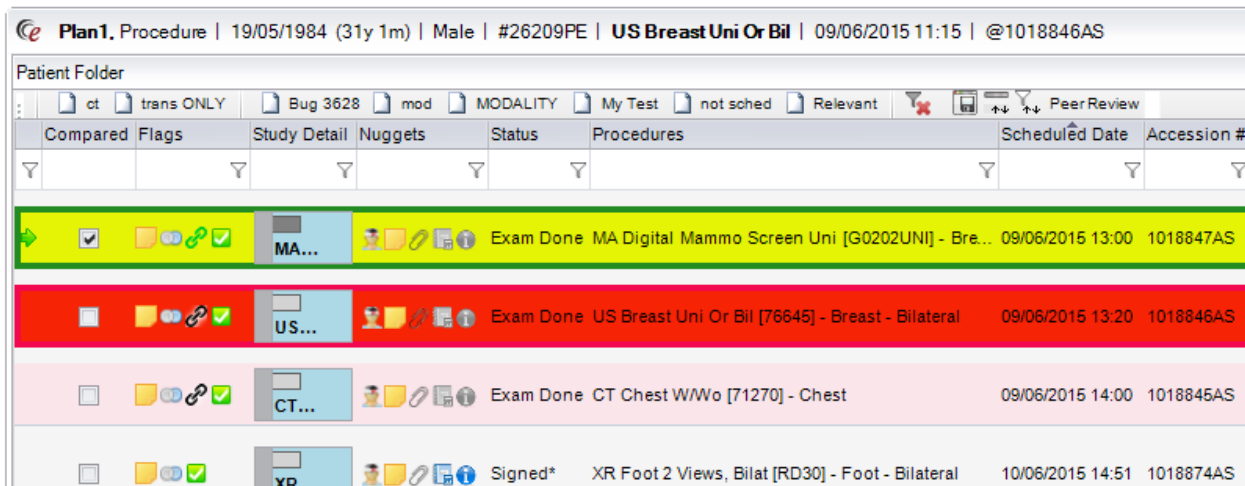 Plan1, Procedure | 19/05/1984 (31y 1m) | Male | #26209PE | US Breast Uni Or Bil | 09/06/2015 11:15 | @1018846AS
Patient Folder
ct trans ONLY Bug 3628 mod MODALITY My Test not sched Relevant Peer Review
Compared Flags Study Detail Nuggets Status Procedures Scheduled Date Accession #
MA... Exam Done MA Digital Mammo Screen Uni [G0202UNI] - Bre... 09/06/2015 13:00 1018847AS
US... Exam Done US Breast Uni Or Bil [76645] - Breast - Bilateral 09/06/2015 13:20 1018846AS
CT... Exam Done CT Chest W/Wo [71270] - Chest 09/06/2015 14:00 1018845AS
XR Signed* XR Foot 2 Views, Bilat [RD30] - Foot - Bilateral 10/06/2015 14:51 1018874AS